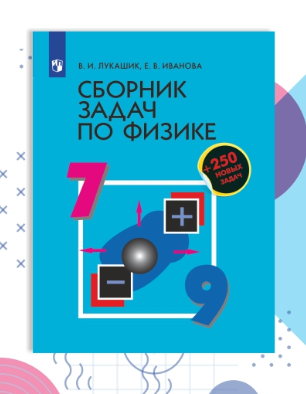 В. И. ЛУКАШИК, Е. В. ИВАНОВА
СБОРНИК
ЗАДАЧ
ПО ФИЗИКЕ
+250
НОВЫХ
ЗАДАЧ
7
9